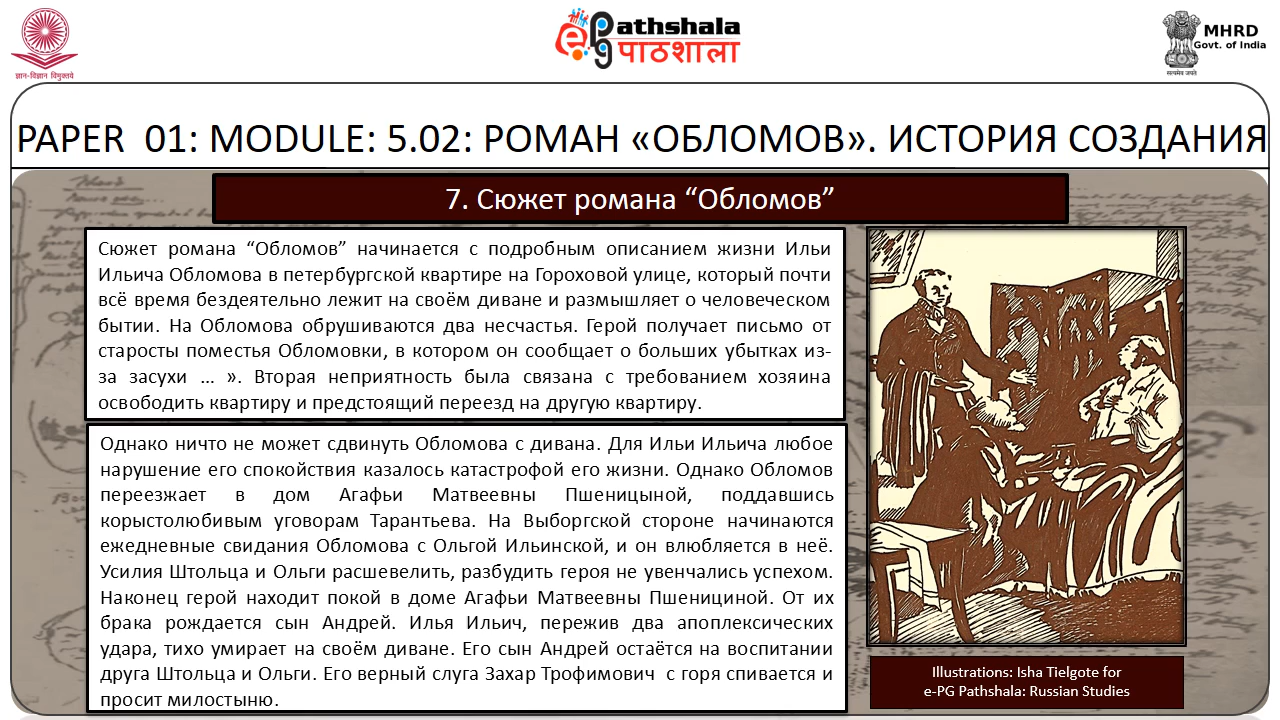 ज्ञान-विज्ञान विमुक्तये
ePG Pathshala
पाठशाला
MHRD
Govt. of India
सत्यमेव जयते
PAPER 01: MODULE: 5.02: РОМАН «ОБЛОМОВ». ИСТОРИЯ СОЗДАНИЯ
7. Сюжет романа “Обломов”
Сюжет романа “Обломов” начинается с подробным описанием жизни Ильи
Ильича Обломова в петербургской квартире на Гороховой улице, который почти
всё время бездеятельно лежит на своём диване и размышляет о человеческом
бытии. На Обломова обрушиваются два несчастья. Герой получает письмо от
старосты поместья Обломовки, в котором он сообщает о больших убытках из-
за засухи … ». Вторая неприятность была связана с требованием хозяина
освободить квартиру и предстоящий переезд на другую квартиру.
Однако ничто не может сдвинуть Обломова с дивана. Для Ильи Ильича любое
нарушение его спокойствия казалось катастрофой его жизни. Однако Обломов
переезжает в дом Агафьи Матвеевны Пшеницыной, поддавшись
корыстолюбивым уговорам Тарантьева. На Выборгской стороне начинаются
ежедневные свидания Обломова с Ольгой Ильинской, и он влюбляется в неё.
Усилия Штольца и Ольги расшевелить, разбудить героя не увенчались успехом.
Наконец герой находит покой в доме Агафьи Матвеевны Пшенициной. От их
брака рождается сын Андрей. Илья Ильич, пережив два апоплексических
удара, тихо умирает на своём диване. Его сын Андрей остаётся на воспитании
друга Штольца и Ольги. Его верный слуга Захар Трофимович с горя спивается и
просит милостыню.
Illustrations: Isha Tielgote for
e-PG Pathshala: Russian Studies